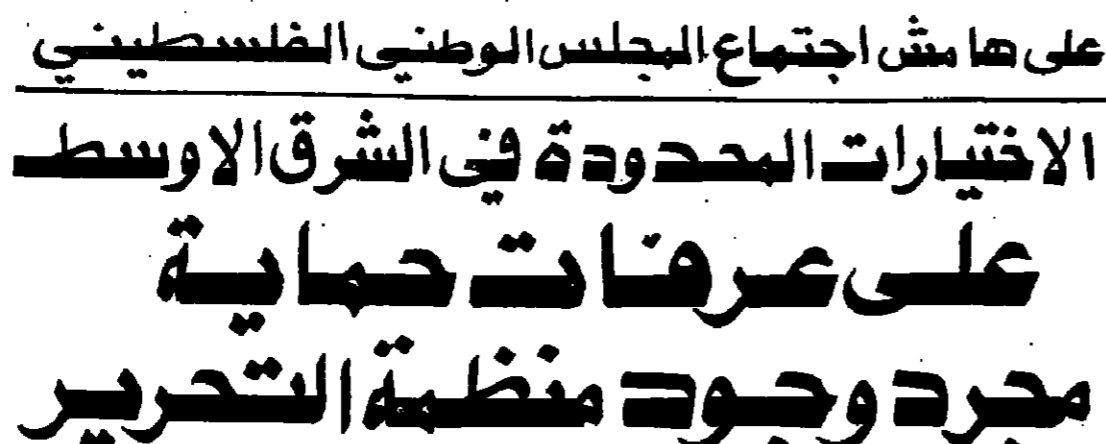 على هامش اجتماع المجلس الوطني الفلسطيني
الاختيارات المحدودة في الشرق الاوسط
على عرفات حماية
مجرد وجود منظمة التحرير